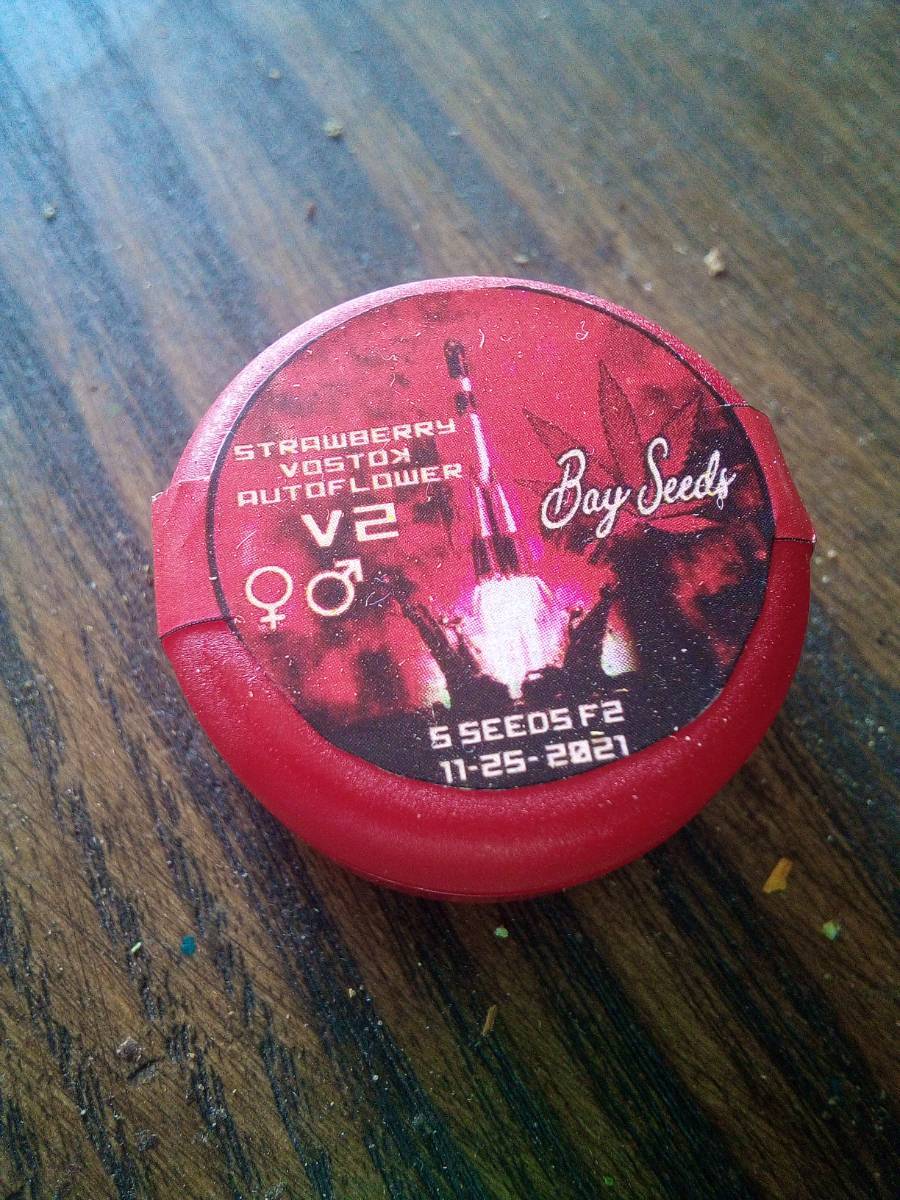 STRAWBERRY
VOSTOK
AUTOFLOWER
V2
♀♂
Bay Seeds
5 SEEDS F2
11-25-2021